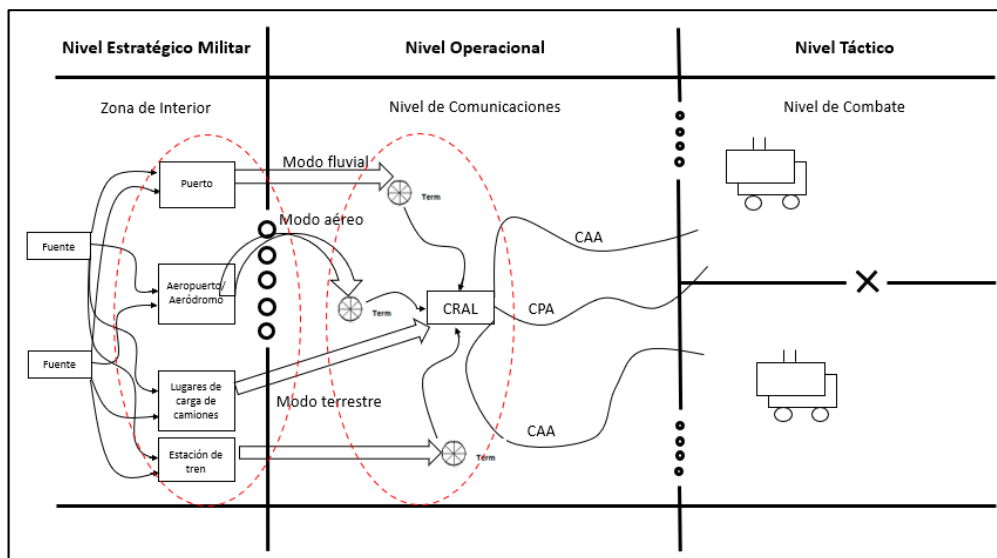 Nivel Estratégico Militar
Nivel Operacional
Nivel Táctico
Zona de Interior
Nivel de Comunicaciones
Nivel de Combate
Modo fluvial
Puerto
Term
Modo aéreo
CAA
Fuente
Aeropuerto/
Aeródromo
Term
CRAL
CPA
Fuente
Lugares de
carga de
camiones
Modo terrestre
CAA
Estación de
tren
Term